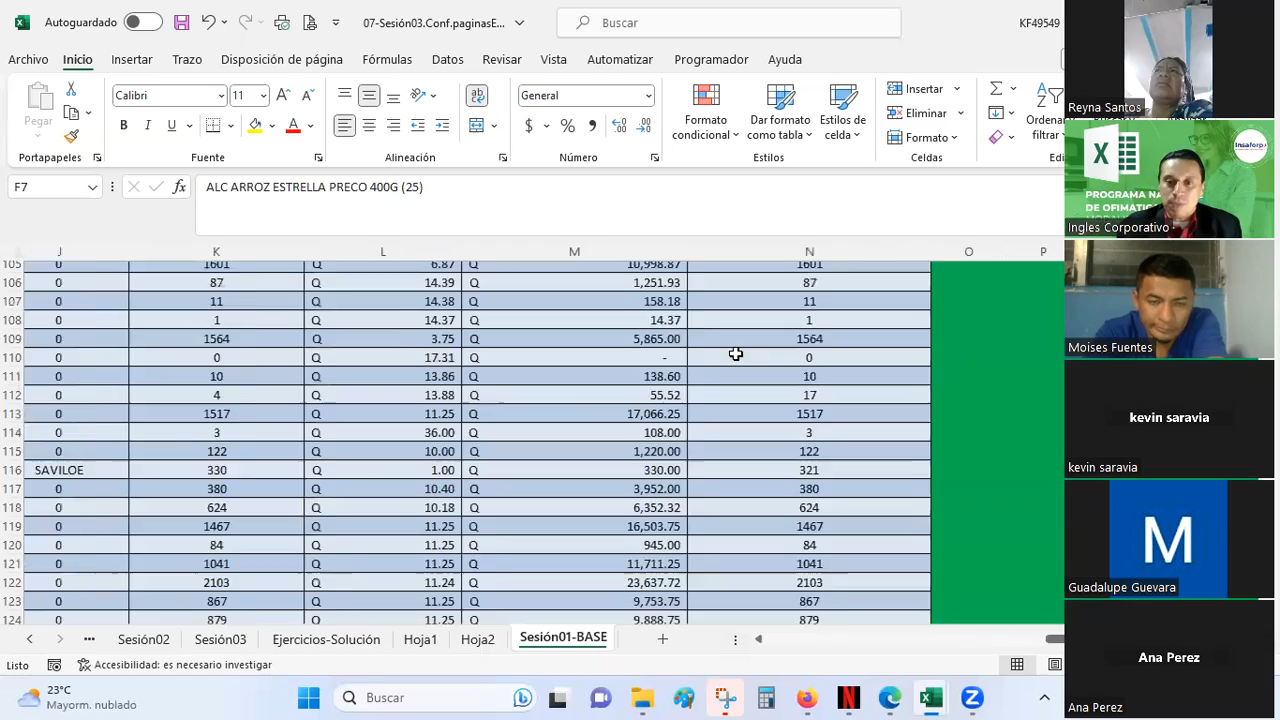 Autoguardado
07-Sesión03.Conf.paginasE...
Buscar
KF49549
Archivo Inicio Insertar Trazo Disposición de página Fórmulas Datos Revisar Vista Automatizar Programador Ayuda
Pegar
Calibri 11
General
N K S
$ %
Formato condicional
Dar formato como tabla
Estilos de celda
Insertar
Eliminar
Formato
Portapapeles Fuente Alineación Número Estilos Celdas
F7 fx ALC ARROZ ESTRELLA PRECO 400G (25)
J K L M N O P
105 0 1601 Q 6.87 Q 10,998.87 1601
106 0 87 Q 14.39 Q 1,251.93 87
107 0 11 Q 14.38 Q 158.18 11
108 0 1 Q 14.37 Q 14.37 1
109 0 1564 Q 3.75 Q 5,865.00 1564
110 0 0 Q 17.31 Q - 0
111 0 10 Q 13.86 Q 138.60 10
112 0 4 Q 13.88 Q 55.52 17
113 0 1517 Q 11.25 Q 17,066.25 1517
114 0 3 Q 36.00 Q 108.00 3
115 0 122 Q 10.00 Q 1,220.00 122
116 SAVILOE 330 Q 1.00 Q 330.00 321
117 0 380 Q 10.40 Q 3,952.00 380
118 0 624 Q 10.18 Q 6,352.32 624
119 0 1467 Q 11.25 Q 16,503.75 1467
120 0 84 Q 11.25 Q 945.00 84
121 0 1041 Q 11.25 Q 11,711.25 1041
122 0 2103 Q 11.24 Q 23,637.72 2103
123 0 867 Q 11.25 Q 9,753.75 867
124 0 879 Q 11.25 Q 9,888.75 879
Sesión02 Sesión03 Ejercicios-Solución Hoja1 Hoja2 Sesión01-BASE
Listo
Accesibilidad: es necesario investigar
23°C
Mayorm. nublado
Buscar
Reyna Santos
Insaforp
PROGRAMA NA
DE OFIMATIC
Ingles Corporativo
Moises Fuentes
kevin saravia
kevin saravia
M
Guadalupe Guevara
Ana Perez
Ana Perez